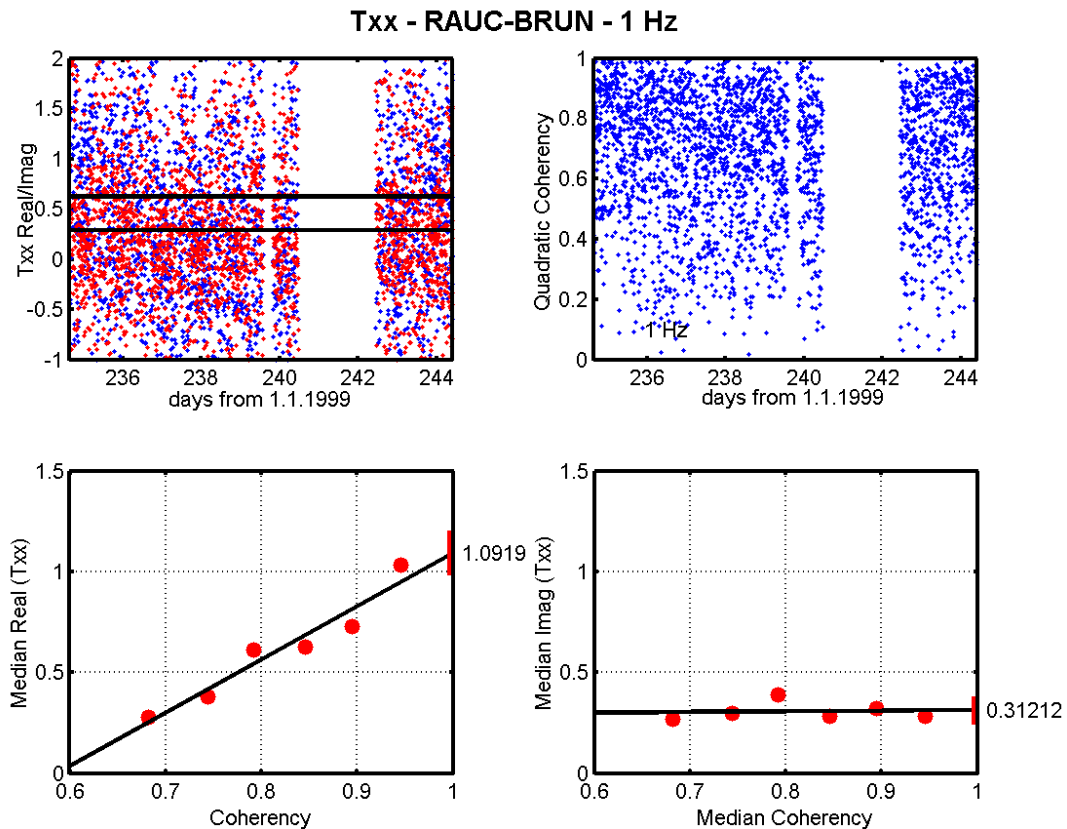 Txx - RAUC-BRUN - 1 Hz
2
1.5
1
0.5
0
-0.5
-1
Txx Real/Imag
236 238 240 242 244
days from 1.1.1999
1
0.8
0.6
0.4
0.2
0
Quadratic Coherency
1 Hz
236 238 240 242 244
days from 1.1.1999
1.5
1
0.5
0
Median Real (Txx)
1.0919
0.6 0.7 0.8 0.9 1
Coherency
1.5
1
0.5
0
Median Imag (Txx)
0.31212
0.6 0.7 0.8 0.9 1
Median Coherency